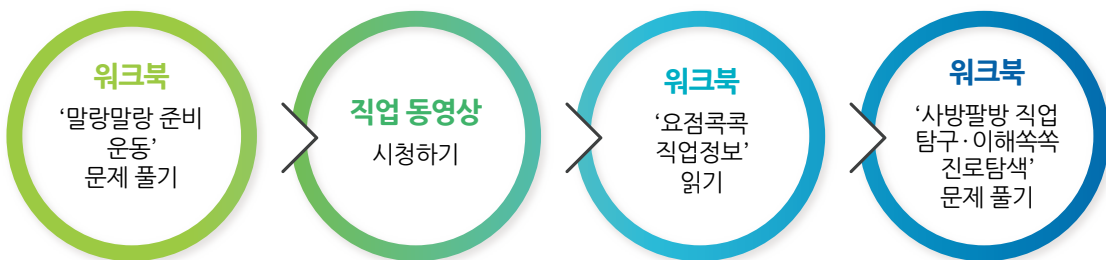 워크북
‘말랑말랑 준비
운동’
문제 풀기
직업 동영상
시청하기
워크북
‘요점콕콕
직업정보’
읽기
워크북
‘사방팔방 직업
탐구·이해쏙쏙
진로탐색’
문제 풀기